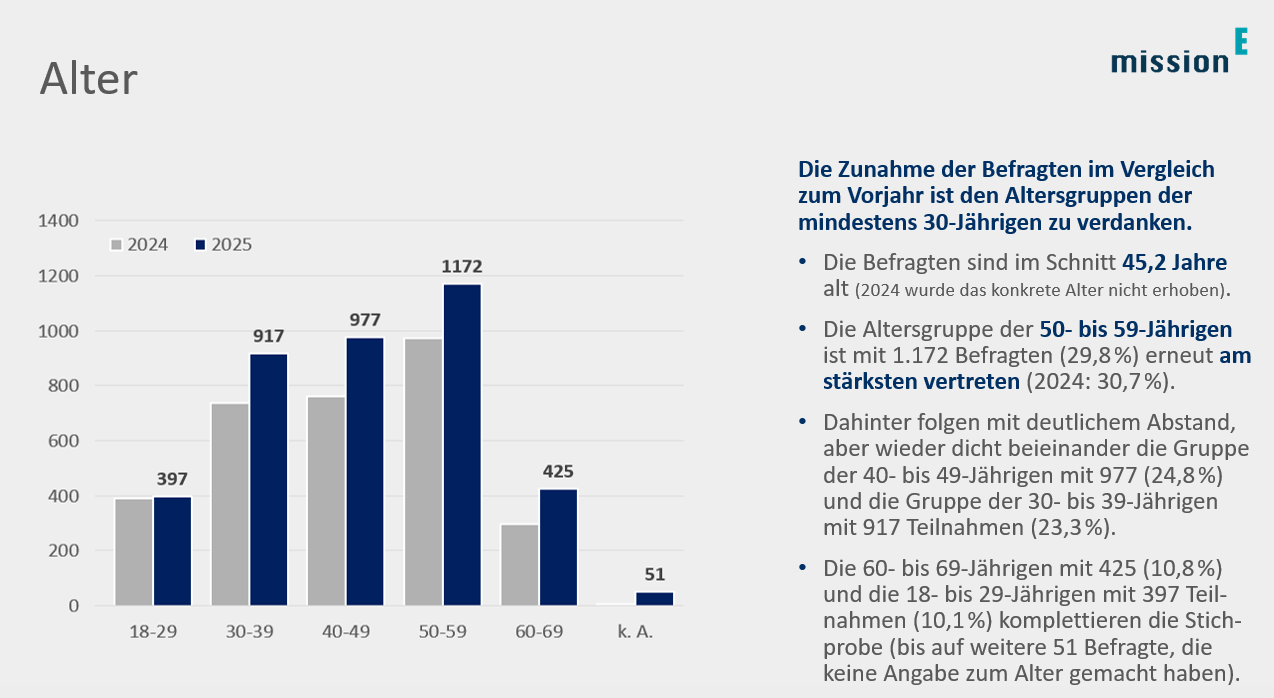 Alter
mission E
1400
1200
1000
800
600
400
200
0
2024
2025
397
917
977
1172
425
51
18-29
30-39
40-49
50-59
60-69
k. A.
Die Zunahme der Befragten im Vergleich
zum Vorjahr ist den Altersgruppen der
mindestens 30-Jährigen zu verdanken.
• Die Befragten sind im Schnitt 45,2 Jahre
alt (2024 wurde das konkrete Alter nicht erhoben).
• Die Altersgruppe der 50- bis 59-Jährigen
ist mit 1.172 Befragten (29,8 %) erneut am
stärksten vertreten (2024: 30,7 %).
• Dahinter folgen mit deutlichem Abstand,
aber wieder dicht beieinander die Gruppe
der 40- bis 49-Jährigen mit 977 (24,8 %)
und die Gruppe der 30- bis 39-Jährigen
mit 917 Teilnahmen (23,3 %).
• Die 60- bis 69-Jährigen mit 425 (10,8 %)
und die 18- bis 29-Jährigen mit 397 Teil-
nahmen (10,1 %) komplettieren die Stich-
probe (bis auf weitere 51 Befragte, die
keine Angabe zum Alter gemacht haben).